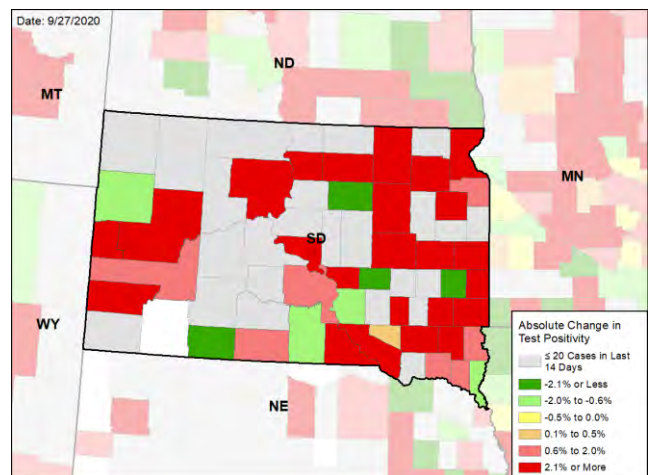 Date: 9/27/2020
ND
MT
MN
SD
WY
NE
Absolute Change in
Test Positivity
≤ 20 Cases in Last
14 Days
-2.1% or Less
-2.0% to -0.6%
-0.5% to 0.0%
0.1% to 0.5%
0.6% to 2.0%
2.1% or More